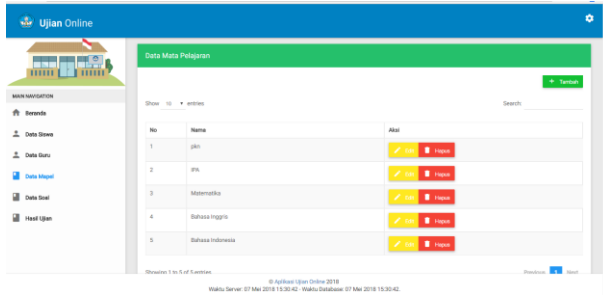 Ujian Online
Data Mata Pelajaran
+ Tambah
MAIN NAVIGATION
Beranda
Data Siswa
Data Guru
Data Mapel
Data Soal
Hasil Ujian
Show 10 entries Search:
No Nama Aksi
1 pkn Edit Hapus
2 IPA Edit Hapus
3 Matematika Edit Hapus
4 Bahasa Inggris Edit Hapus
5 Bahasa Indonesia Edit Hapus
Showing 1 to 5 of 5 entries Previous 1 Next
© Aplikasi Ujian Online 2018
Waktu Server: 07 Mei 2018 15:30:42 - Waktu Database: 07 Mei 2018 15:30:42.